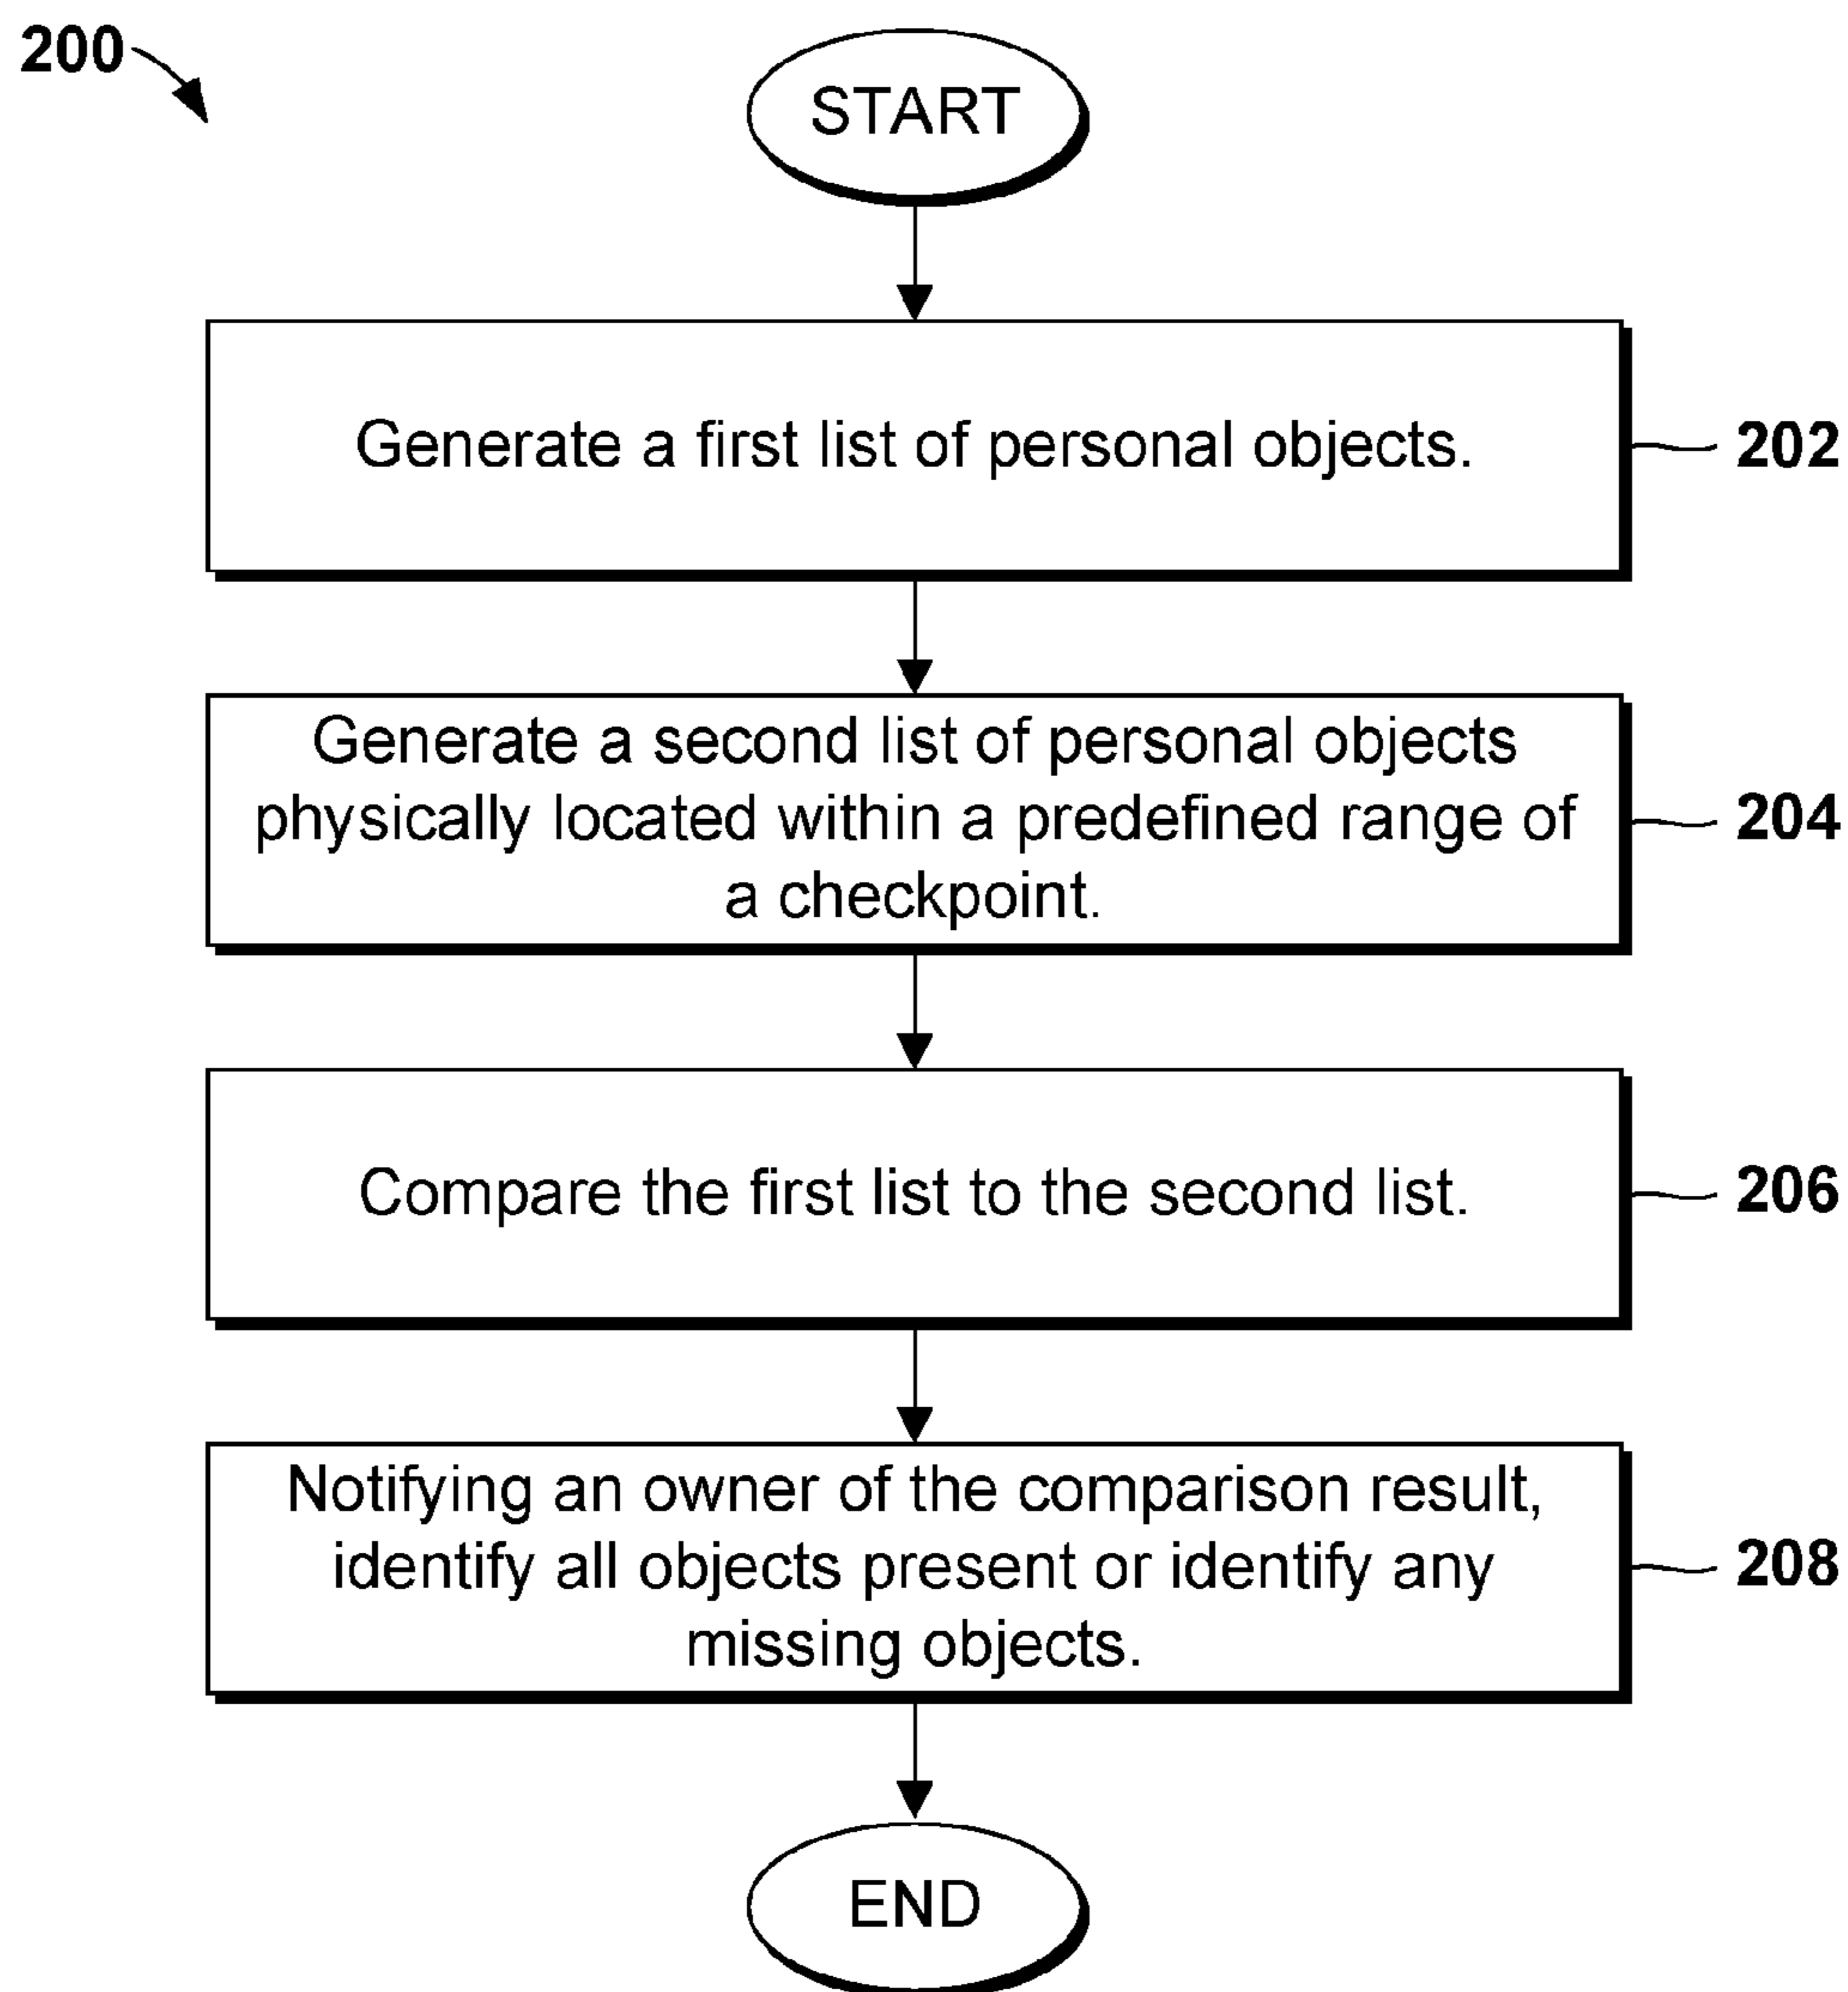 200
START
Generate a first list of personal objects.
202
Generate a second list of personal objects
physically located within a predefined range of
a checkpoint.
204
Compare the first list to the second list.
206
Notifying an owner of the comparison result,
identify all objects present or identify any
missing objects.
208
END